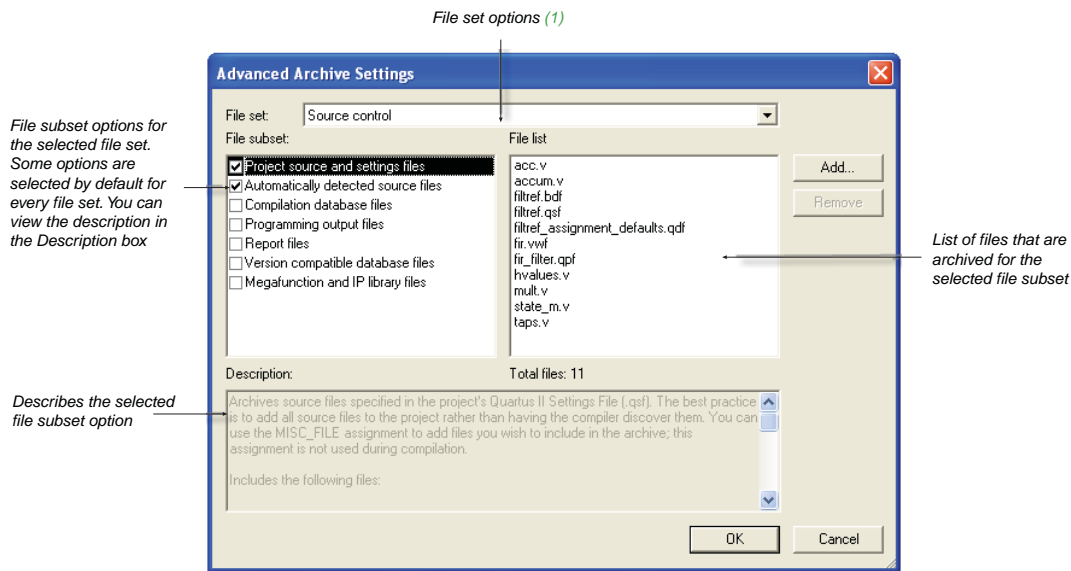 File set options (1)
Advanced Archive Settings
File set:
Source control
File subset:
File list
File subset options for
the selected file set.
Some options are
selected by default for
every file set. You can
view the description in
the Description box
Project source and settings files
Automatically detected source files
Compilation database files
Programming output files
Report files
Version compatible database files
Megafunction and IP library files
acc.v
accum.v
filtref.bdf
filtref.qsf
filtref_assignment_defaults.qdf
fir.vwf
fir_filter.qpf
hvalues.v
mult.v
state_m.v
taps.v
Add...
Remove
List of files that are
archived for the
selected file subset
Description:
Total files: 11
Describes the selected
file subset option
Archives source files specified in the project's Quartus II Settings File (.qsf). The best practice
is to add all source files to the project rather than having the compiler discover them. You can
use the MISC_FILE assignment to add files you wish to include in the archive; this
assignment is not used during compilation.
Includes the following files:
OK
Cancel